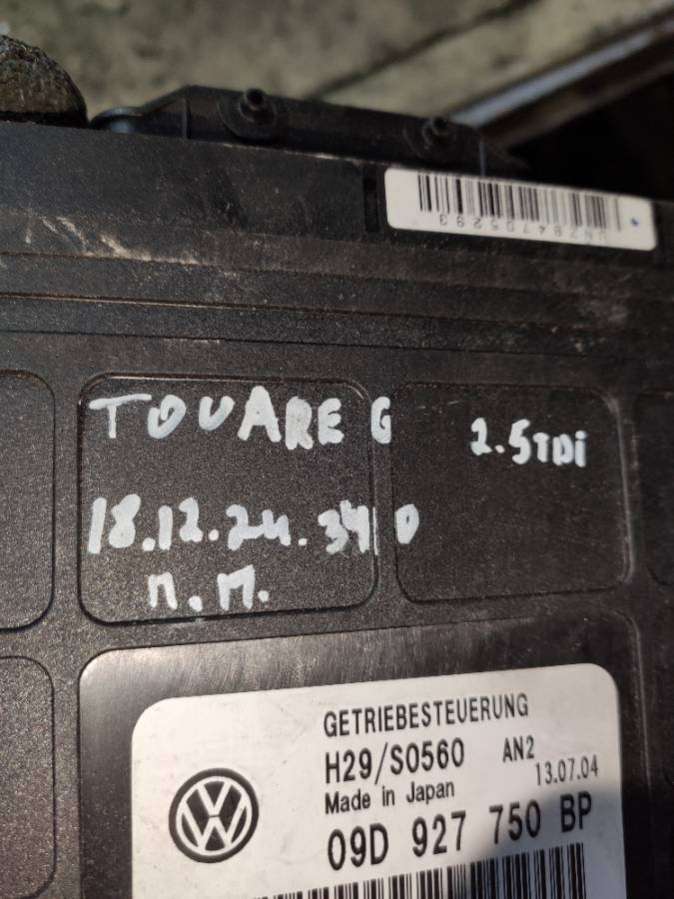 TOUAREG 2.5TDi
18.12.24. 34 D
п.м.
GETRIEBESTEUERUNG
H29/S0560 AN2
Made in Japan 13.07.04
09D 927 750 BP